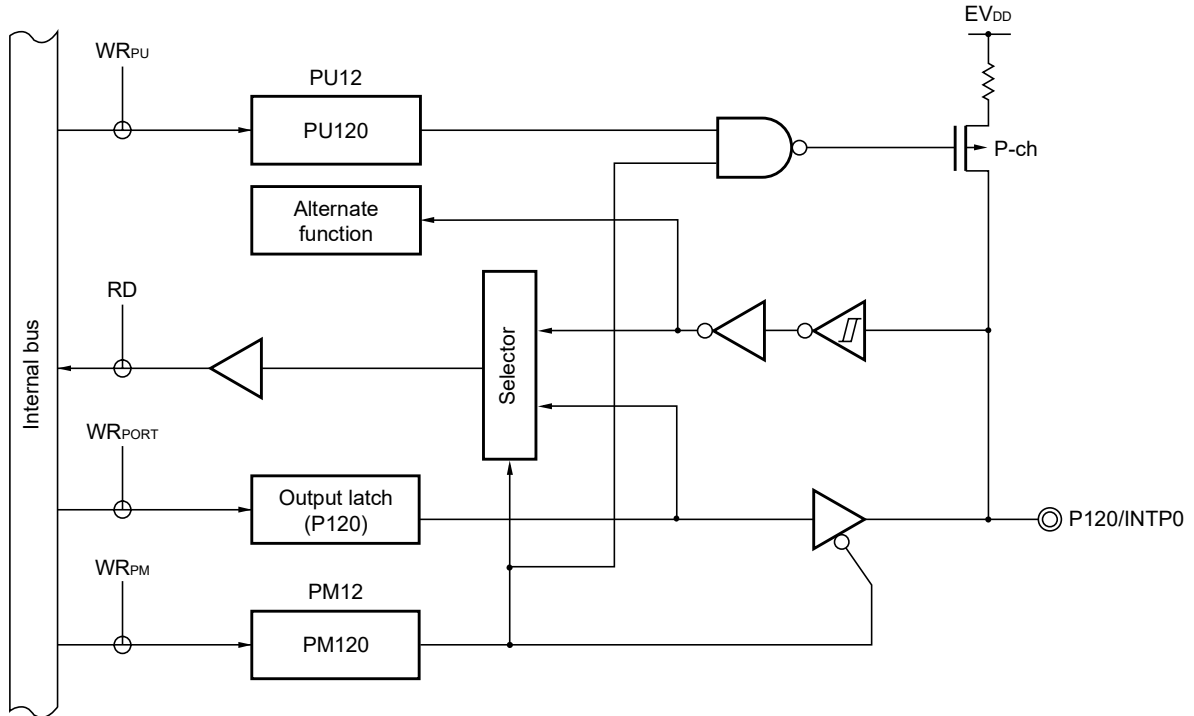 EVDD
WRPU
PU12
PU120
P-ch
Alternate
function
RD
Internal bus
Selector
WRPORT
Output latch
(P120)
P120/INTP0
WRPM
PM12
PM120